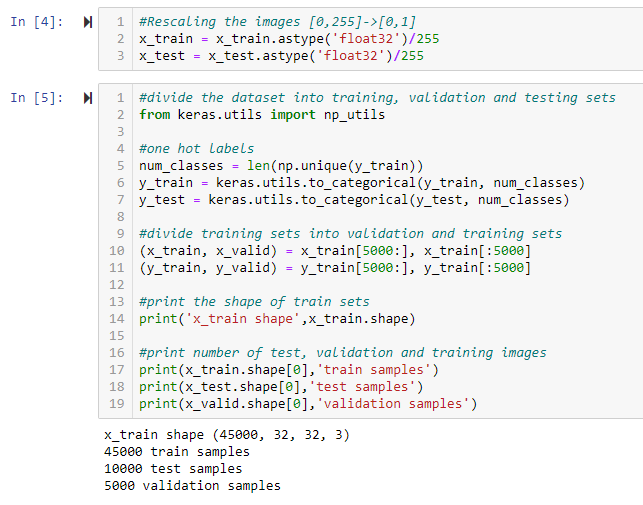 In [4]:
1 #Rescaling the images [0,255]->[0,1]
2 x_train = x_train.astype('float32')/255
3 x_test = x_test.astype('float32')/255
In [5]:
1 #divide the dataset into training, validation and testing sets
2 from keras.utils import np_utils
3
4 #one hot labels
5 num_classes = len(np.unique(y_train))
6 y_train = keras.utils.to_categorical(y_train, num_classes)
7 y_test = keras.utils.to_categorical(y_test, num_classes)
8
9 #divide training sets into validation and training sets
10 (x_train, x_valid) = x_train[5000:], x_train[:5000]
11 (y_train, y_valid) = y_train[5000:], y_train[:5000]
12
13 #print the shape of train sets
14 print('x_train shape',x_train.shape)
15
16 #print number of test, validation and training images
17 print(x_train.shape[0],'train samples')
18 print(x_test.shape[0],'test samples')
19 print(x_valid.shape[0],'validation samples')
x_train shape (45000, 32, 32, 3)
45000 train samples
10000 test samples
5000 validation samples